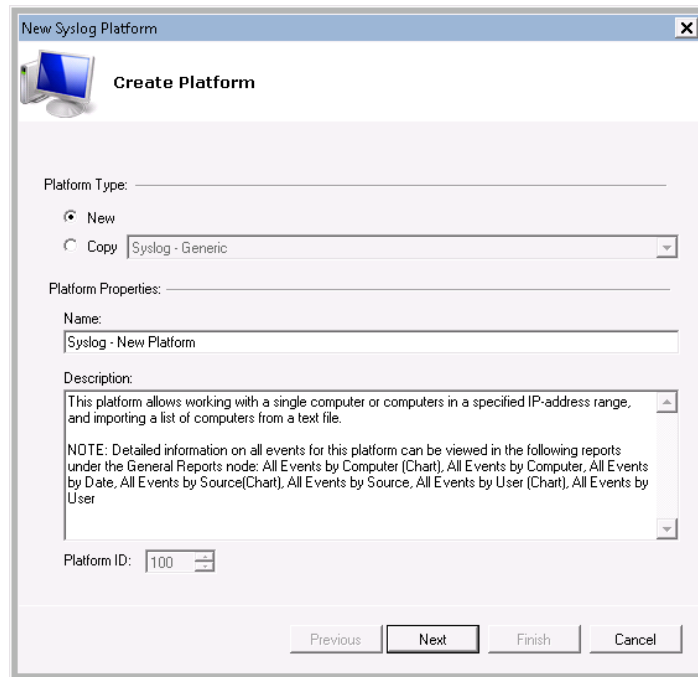 New Syslog Platform
Create Platform
Platform Type:
New
Copy Syslog - Generic
Platform Properties:
Name:
Syslog - New Platform
Description:
This platform allows working with a single computer or computers in a specified IP-address range,
and importing a list of computers from a text file.
NOTE: Detailed information on all events for this platform can be viewed in the following reports
under the General Reports node: All Events by Computer (Chart), All Events by Computer, All Events
by Date, All Events by Source(Chart), All Events by Source, All Events by User (Chart), All Events by
User
Platform ID: 100
Previous Next Finish Cancel